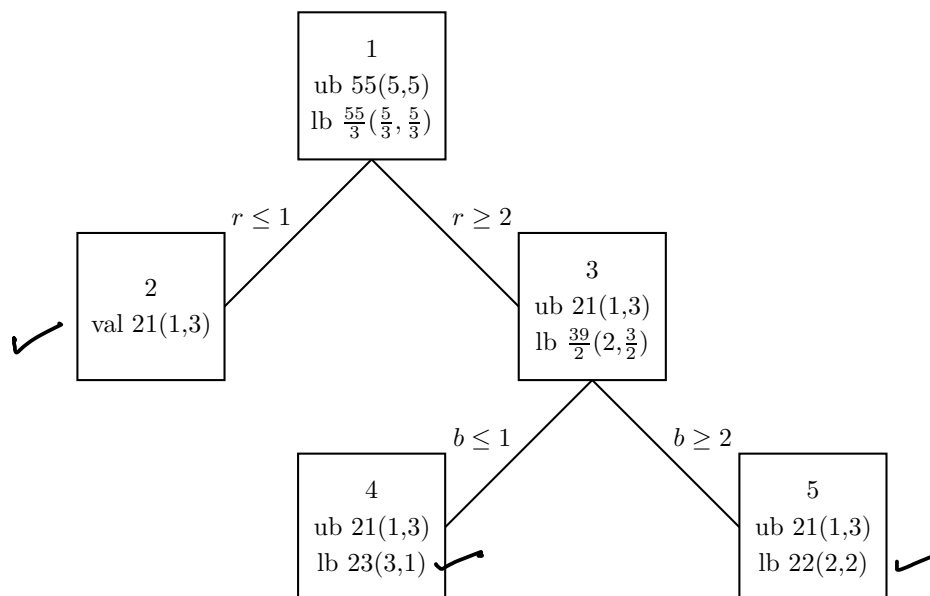 1
ub 55(5,5)
lb 55/3(5/3, 5/3)
r ≤ 1
r ≥ 2
2
val 21(1,3)
3
ub 21(1,3)
lb 39/2(2, 3/2)
b ≤ 1
b ≥ 2
4
ub 21(1,3)
lb 23(3,1)
5
ub 21(1,3)
lb 22(2,2)